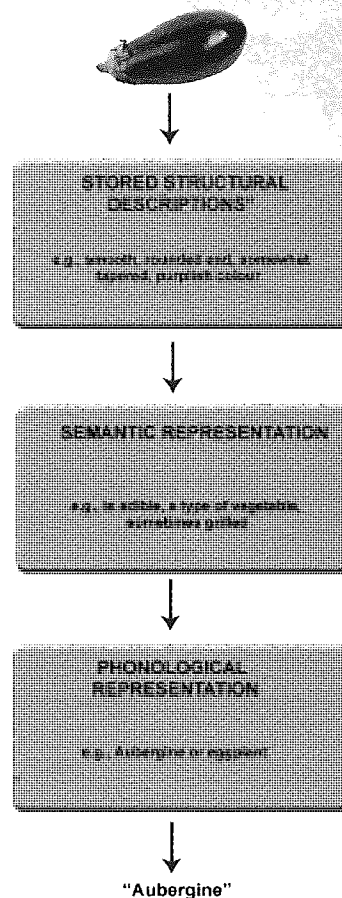 STORED STRUCTURAL
DESCRIPTIONS"
e.g., smooth, rounded end, somewhat
tapered, purplish colour
SEMANTIC REPRESENTATION
e.g., is edible, a type of vegetable,
sometimes grilled
PHONOLOGICAL
REPRESENTATION
e.g., Aubergine or eggplant
"Aubergine"